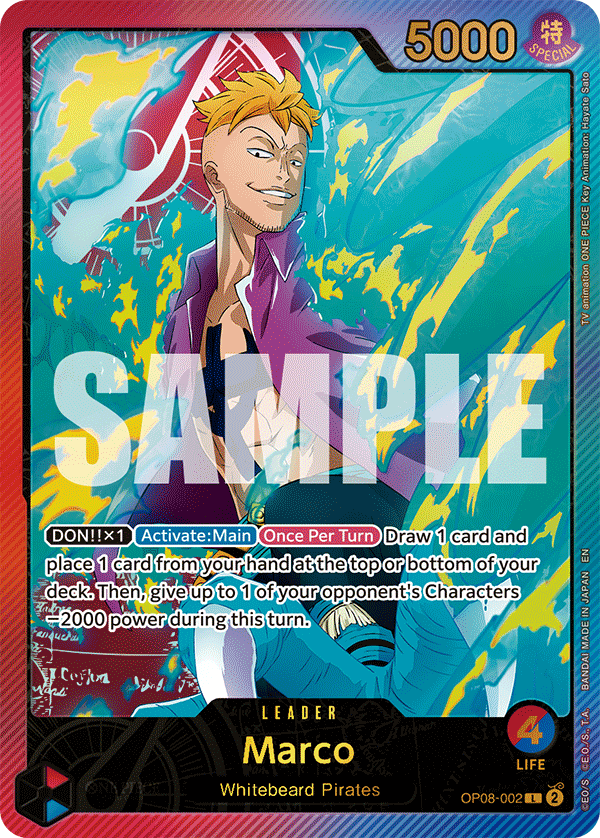 5000
特
SPECIAL
TV animation ONE PIECE Key Animation: Hayate Sato
SAMPLE
DON!!×1 Activate:Main Once Per Turn Draw 1 card and
place 1 card from your hand at the top or bottom of your
deck. Then, give up to 1 of your opponent's Characters
−2000 power during this turn.
BANDAI MADE IN JAPAN EN
©E.O./S. ©E.O./S., T.A.
LEADER
Marco
4
LIFE
Whitebeard Pirates
ONE PIECE
OP08-002 L 2